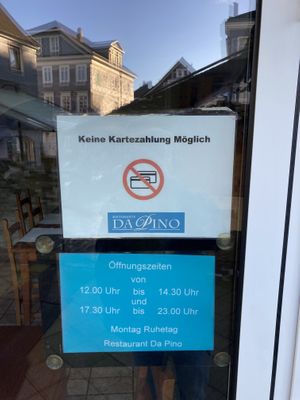 Keine Kartezahlung Möglich
RISTORANTE
DA PINO
Öffnungszeiten
von
12.00 Uhr bis 14.30 Uhr
und
17.30 Uhr bis 23.00 Uhr
Montag Ruhetag
Restaurant Da Pino